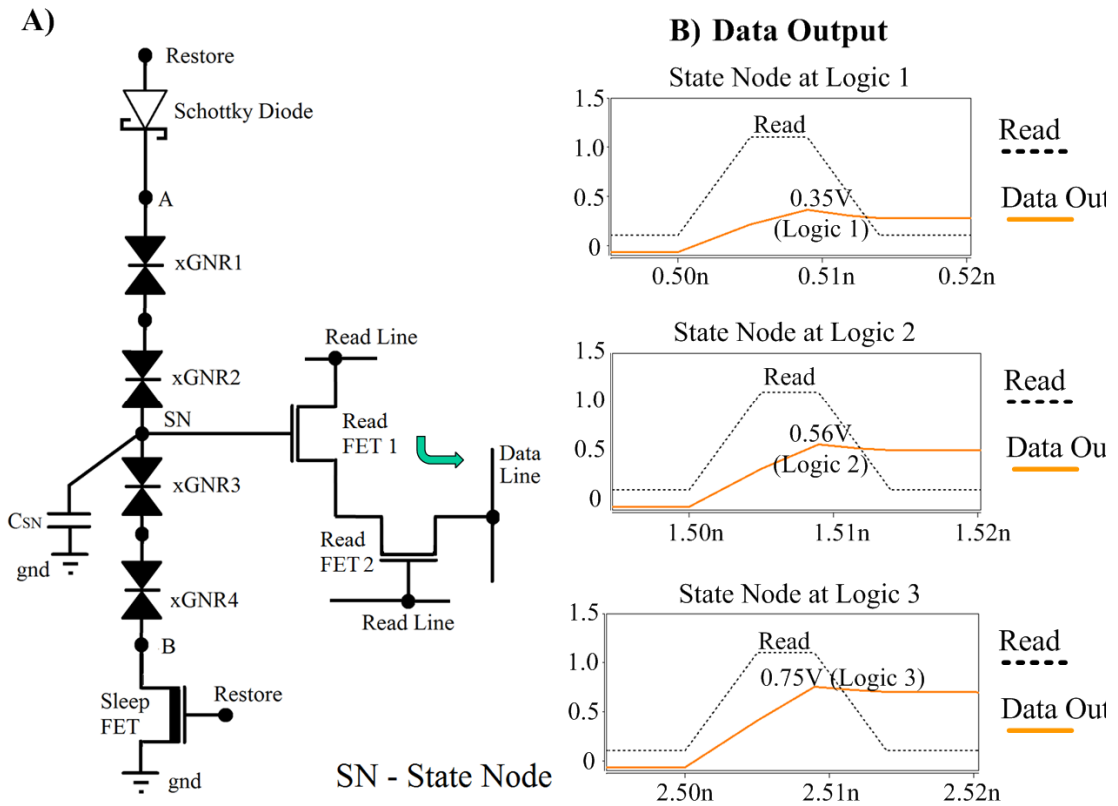 A)
Restore
Schottky Diode
A
xGNR1
xGNR2
SN
Read Line
Read
FET 1
Data
Line
xGNR3
CSN
gnd
Read
FET 2
xGNR4
Read Line
B
Sleep
FET
Restore
gnd
SN - State Node
B) Data Output
State Node at Logic 1
1.5
1.0
0.5
0
Read
0.35V
(Logic 1)
0.50n 0.51n 0.52n
Read
Data Out
State Node at Logic 2
1.5
1.0
0.5
0
Read
0.56V
(Logic 2)
1.50n 1.51n 1.52n
Read
Data Ou
State Node at Logic 3
1.5
1.0
0.5
0
Read
0.75V (Logic 3)
2.50n 2.51n 2.52n
Read
Data Out